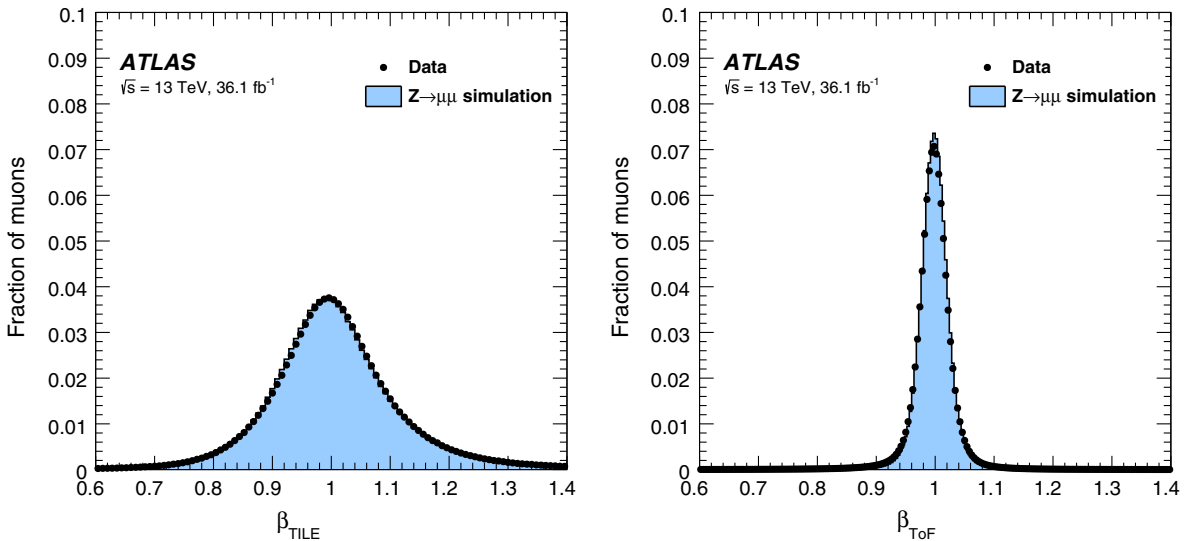 ATLAS
√s = 13 TeV, 36.1 fb⁻¹
Data
Z→μμ simulation
Fraction of muons
0.1
0.09
0.08
0.07
0.06
0.05
0.04
0.03
0.02
0.01
0
0.6 0.7 0.8 0.9 1 1.1 1.2 1.3 1.4
β_TILE
ATLAS
√s = 13 TeV, 36.1 fb⁻¹
Data
Z→μμ simulation
Fraction of muons
0.1
0.09
0.08
0.07
0.06
0.05
0.04
0.03
0.02
0.01
0
0.6 0.7 0.8 0.9 1 1.1 1.2 1.3 1.4
β_ToF